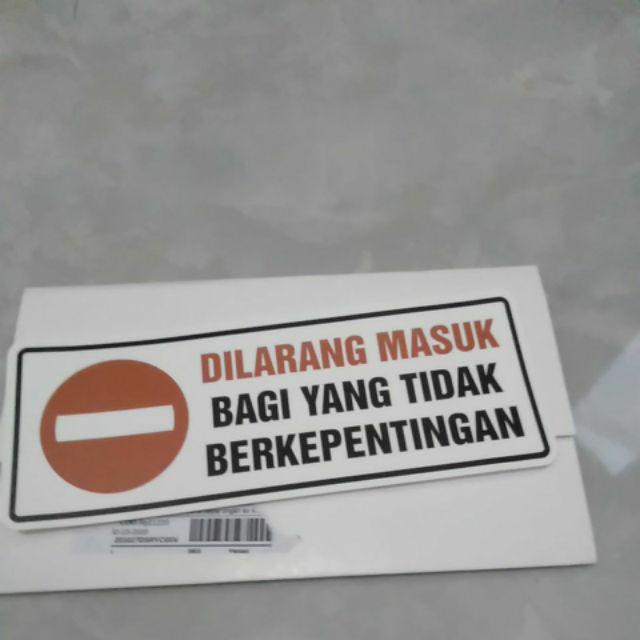 DILARANG MASUK
BAGI YANG TIDAK
BERKEPENTINGAN